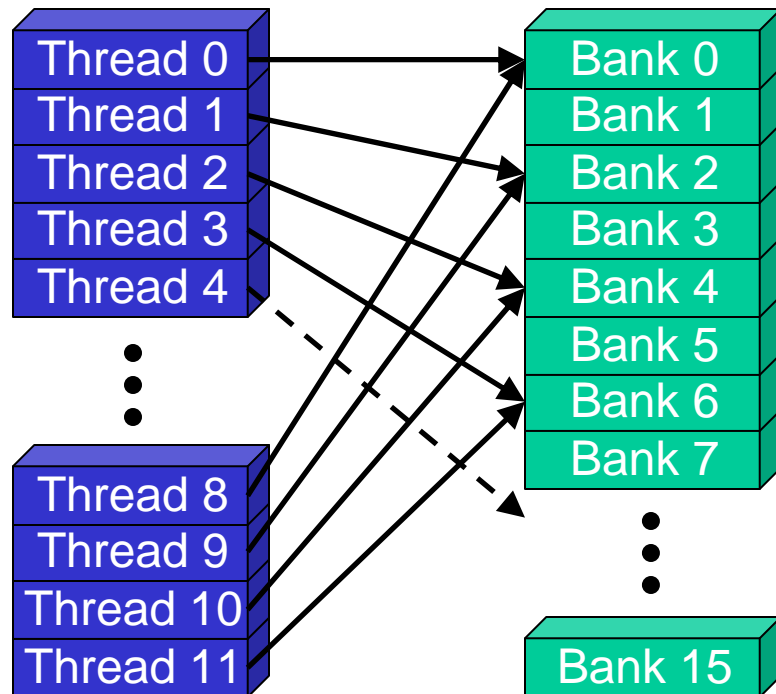 Thread 0
Thread 1
Thread 2
Thread 3
Thread 4
Thread 8
Thread 9
Thread 10
Thread 11
Bank 0
Bank 1
Bank 2
Bank 3
Bank 4
Bank 5
Bank 6
Bank 7
Bank 15